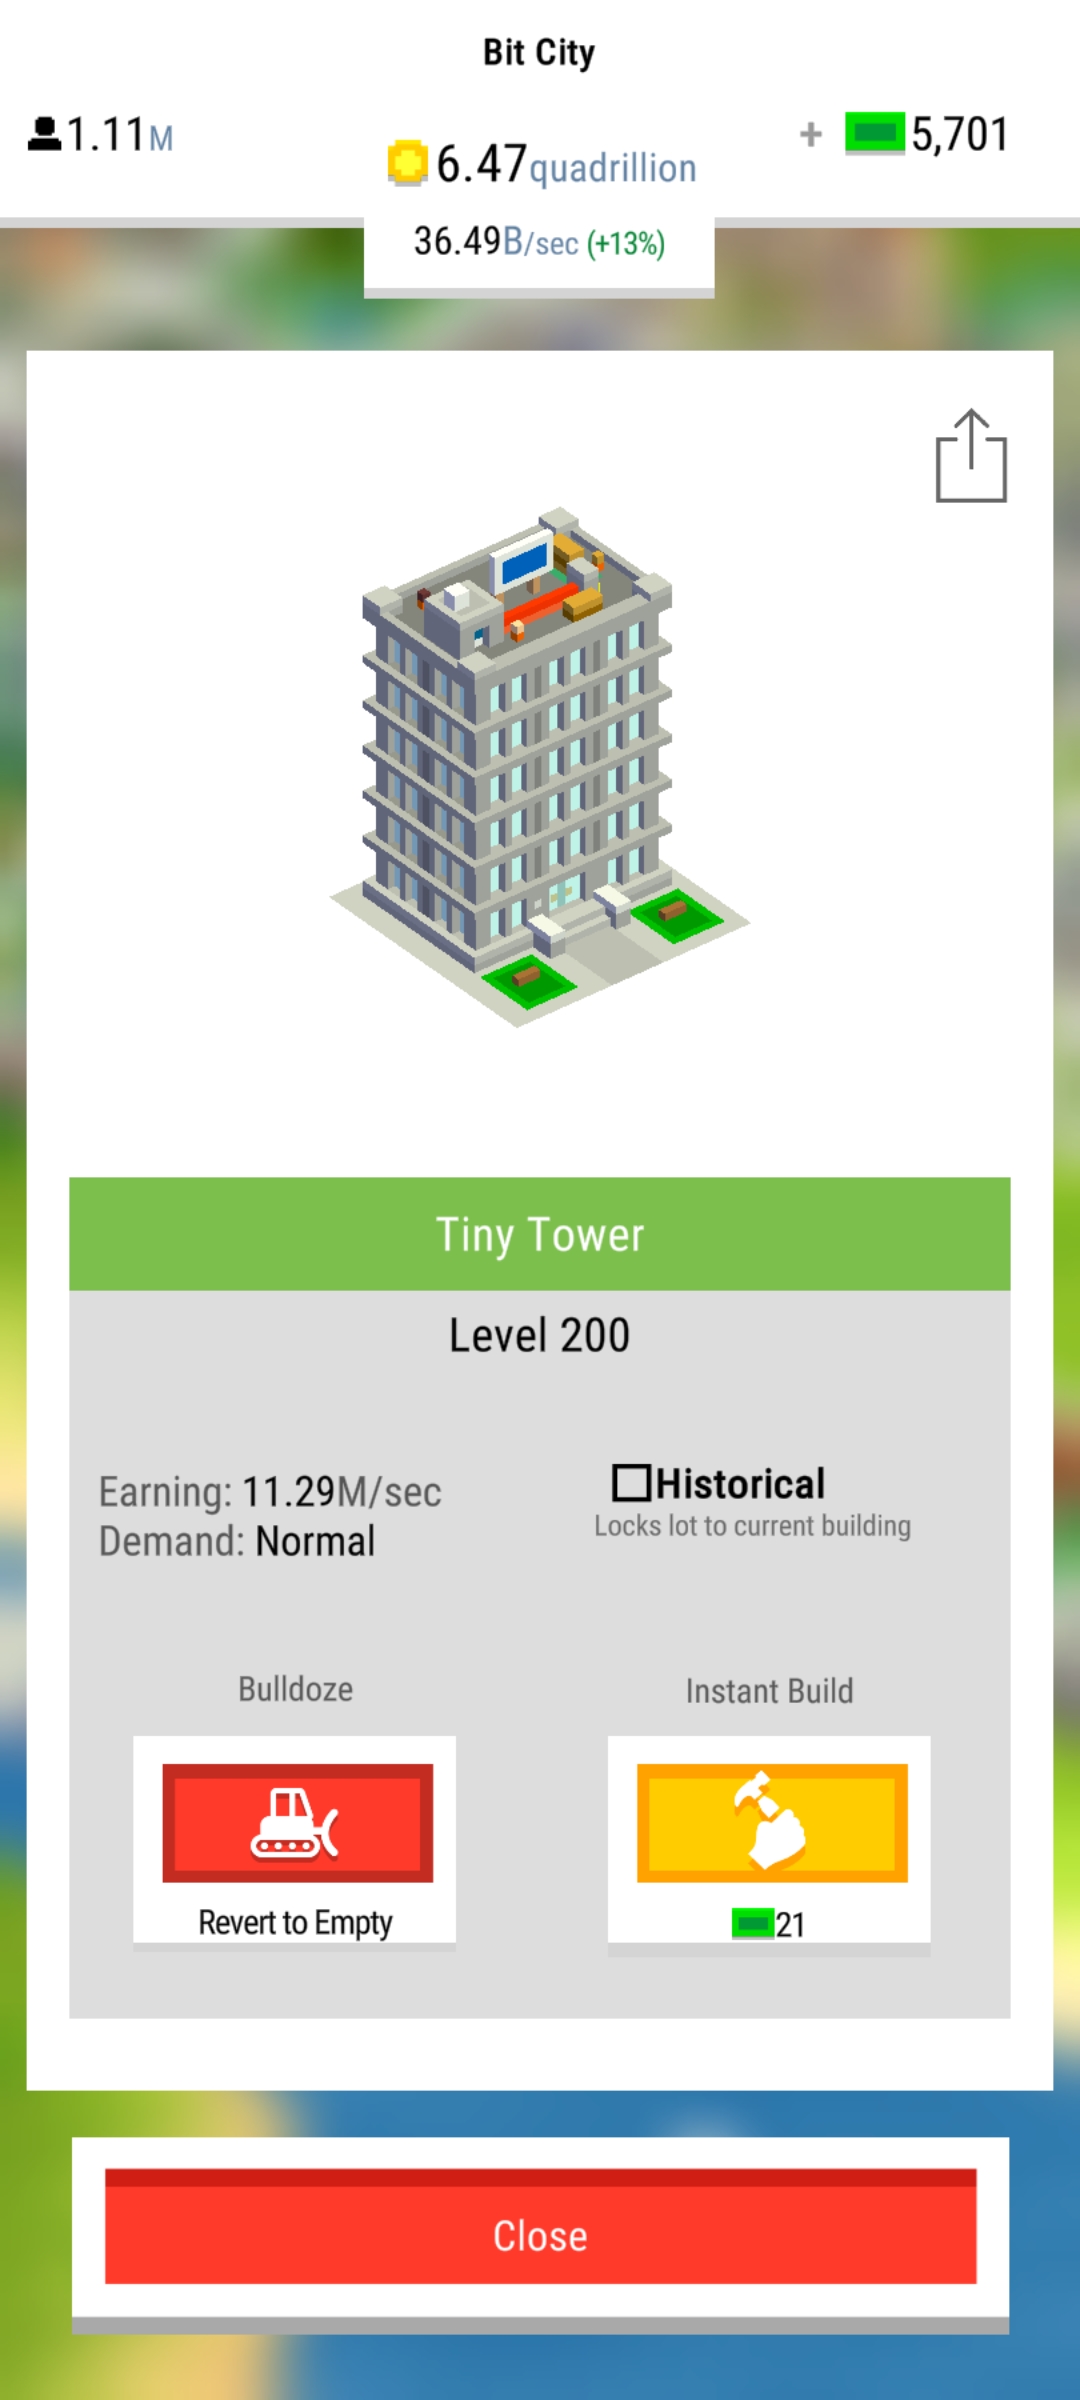 Bit City
1.11M
6.47quadrillion
+ 5,701
36.49B/sec (+13%)
Tiny Tower
Level 200
Earning: 11.29M/sec
Demand: Normal
Historical
Locks lot to current building
Bulldoze
Instant Build
Revert to Empty
21
Close